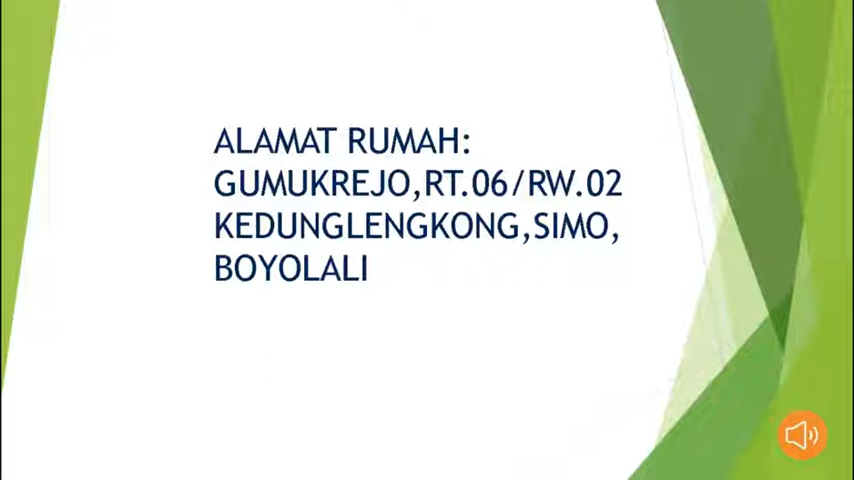 ALAMAT RUMAH:
GUMUKREJO,RT.06/RW.02
KEDUNGLENGKONG,SIMO,
BOYOLALI